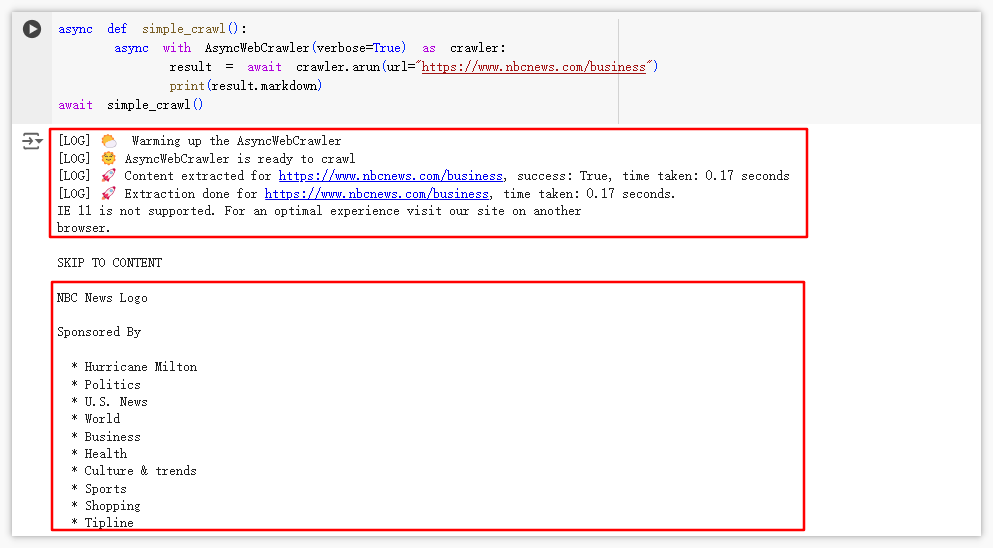 async def simple_crawl():
async with AsyncWebCrawler(verbose=True) as crawler:
result = await crawler.arun(url="https://www.nbcnews.com/business")
print(result.markdown)
await simple_crawl()
[LOG] 🌤️ Warming up the AsyncWebCrawler
[LOG] 🌞 AsyncWebCrawler is ready to crawl
[LOG] 🚀 Content extracted for https://www.nbcnews.com/business, success: True, time taken: 0.17 seconds
[LOG] 🚀 Extraction done for https://www.nbcnews.com/business, time taken: 0.17 seconds.
IE 11 is not supported. For an optimal experience visit our site on another
browser.
SKIP TO CONTENT
NBC News Logo
Sponsored By
* Hurricane Milton
* Politics
* U.S. News
* World
* Business
* Health
* Culture & trends
* Sports
* Shopping
* Tipline